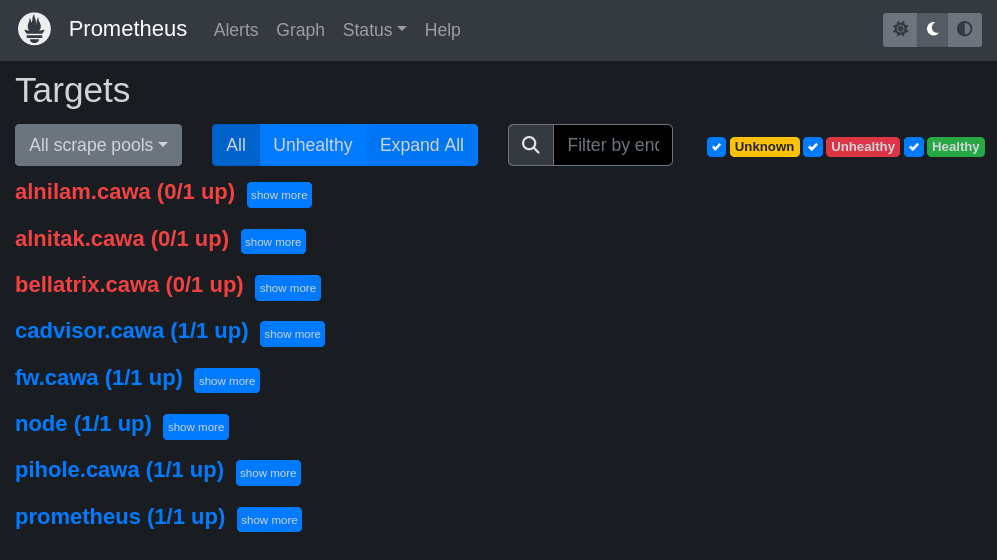 Prometheus Alerts Graph Status Help
Targets
All scrape pools All Unhealthy Expand All Filter by end Unknown Unhealthy Healthy
alnilam.cawa (0/1 up) show more
alnitak.cawa (0/1 up) show more
bellatrix.cawa (0/1 up) show more
cadvisor.cawa (1/1 up) show more
fw.cawa (1/1 up) show more
node (1/1 up) show more
pihole.cawa (1/1 up) show more
prometheus (1/1 up) show more